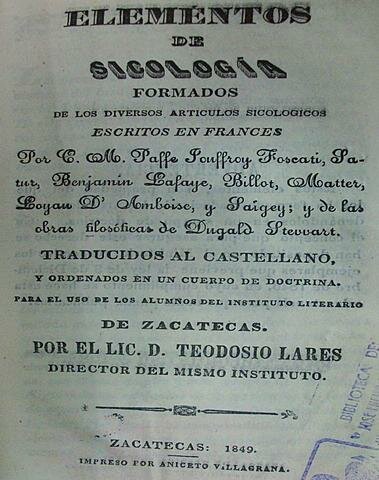 ELEMENTOS
DE
SICOLOGÍA
FORMADOS
DE LOS DIVERSOS ARTICULOS SICOLOGICOS
ESCRITOS EN FRANCES
Por C. M. Paffe Jouffroy Foscati, Sa-
tur, Benjamin Lafaye, Billot, Matter,
Loyau D' Amboise, y Saigey; y de las
obras filosóficas de Dugald Stevvart.
TRADUCIDOS AL CASTELLANO,
Y ORDENADOS EN UN CUERPO DE DOCTRINA.
PARA EL USO DE LOS ALUMNOS DEL INSTITUTO LITERARIO
DE ZACATECAS.
POR EL LIC. D. TEODOSIO LARES
DIRECTOR DEL MISMO INSTITUTO.
ZACATECAS: 1849.
IMPRESO POR ANICETO VILLAGRANA.
BIBLIOTECA DE